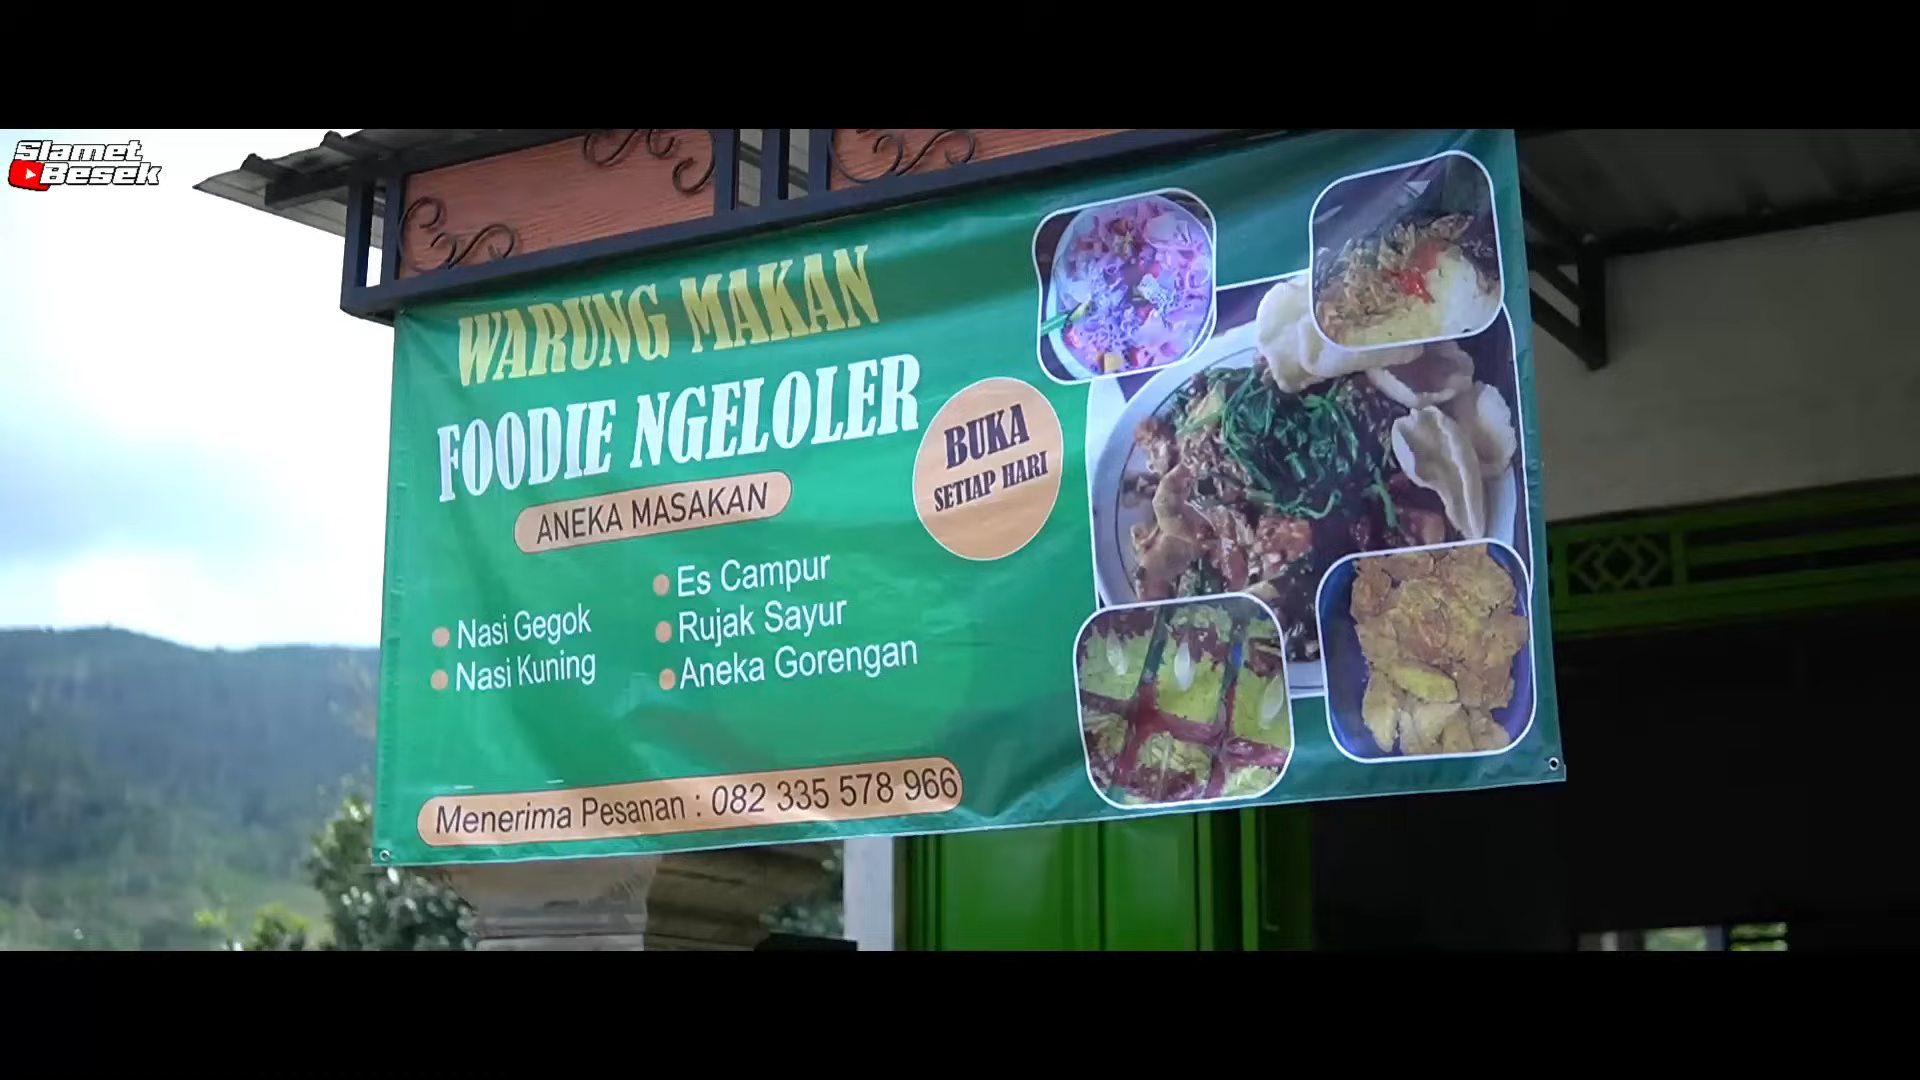 Slamet
Besek
WARUNG MAKAN
FOODIE NGELOLER
ANEKA MASAKAN
BUKA
SETIAP HARI
Nasi Gegok
Nasi Kuning
Es Campur
Rujak Sayur
Aneka Gorengan
Menerima Pesanan : 082 335 578 966